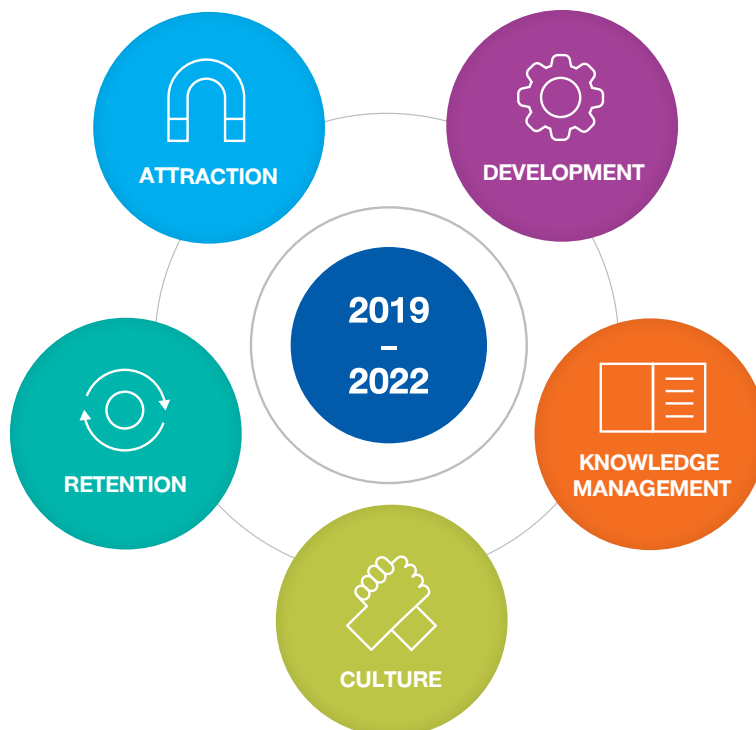 ATTRACTION
DEVELOPMENT
2019
–
2022
RETENTION
KNOWLEDGE
MANAGEMENT
CULTURE